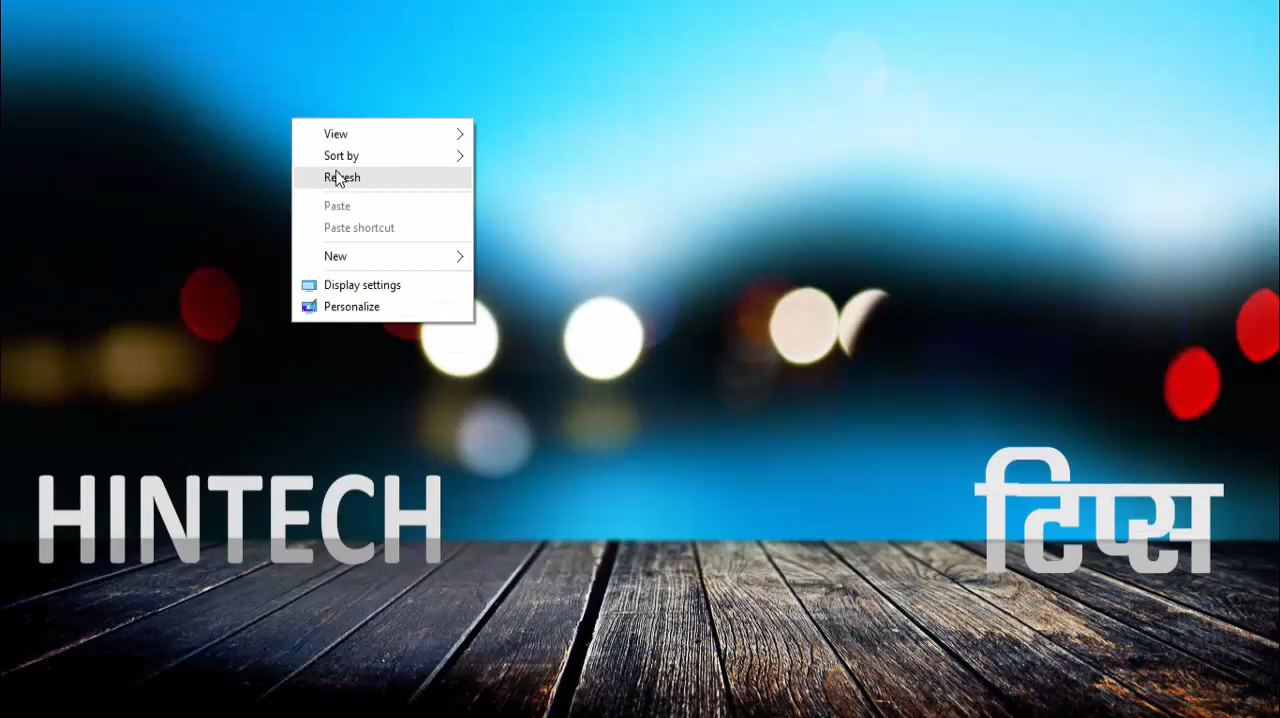 View
Sort by
Refresh
Paste
Paste shortcut
New
Display settings
Personalize
HINTECH
टिप्स